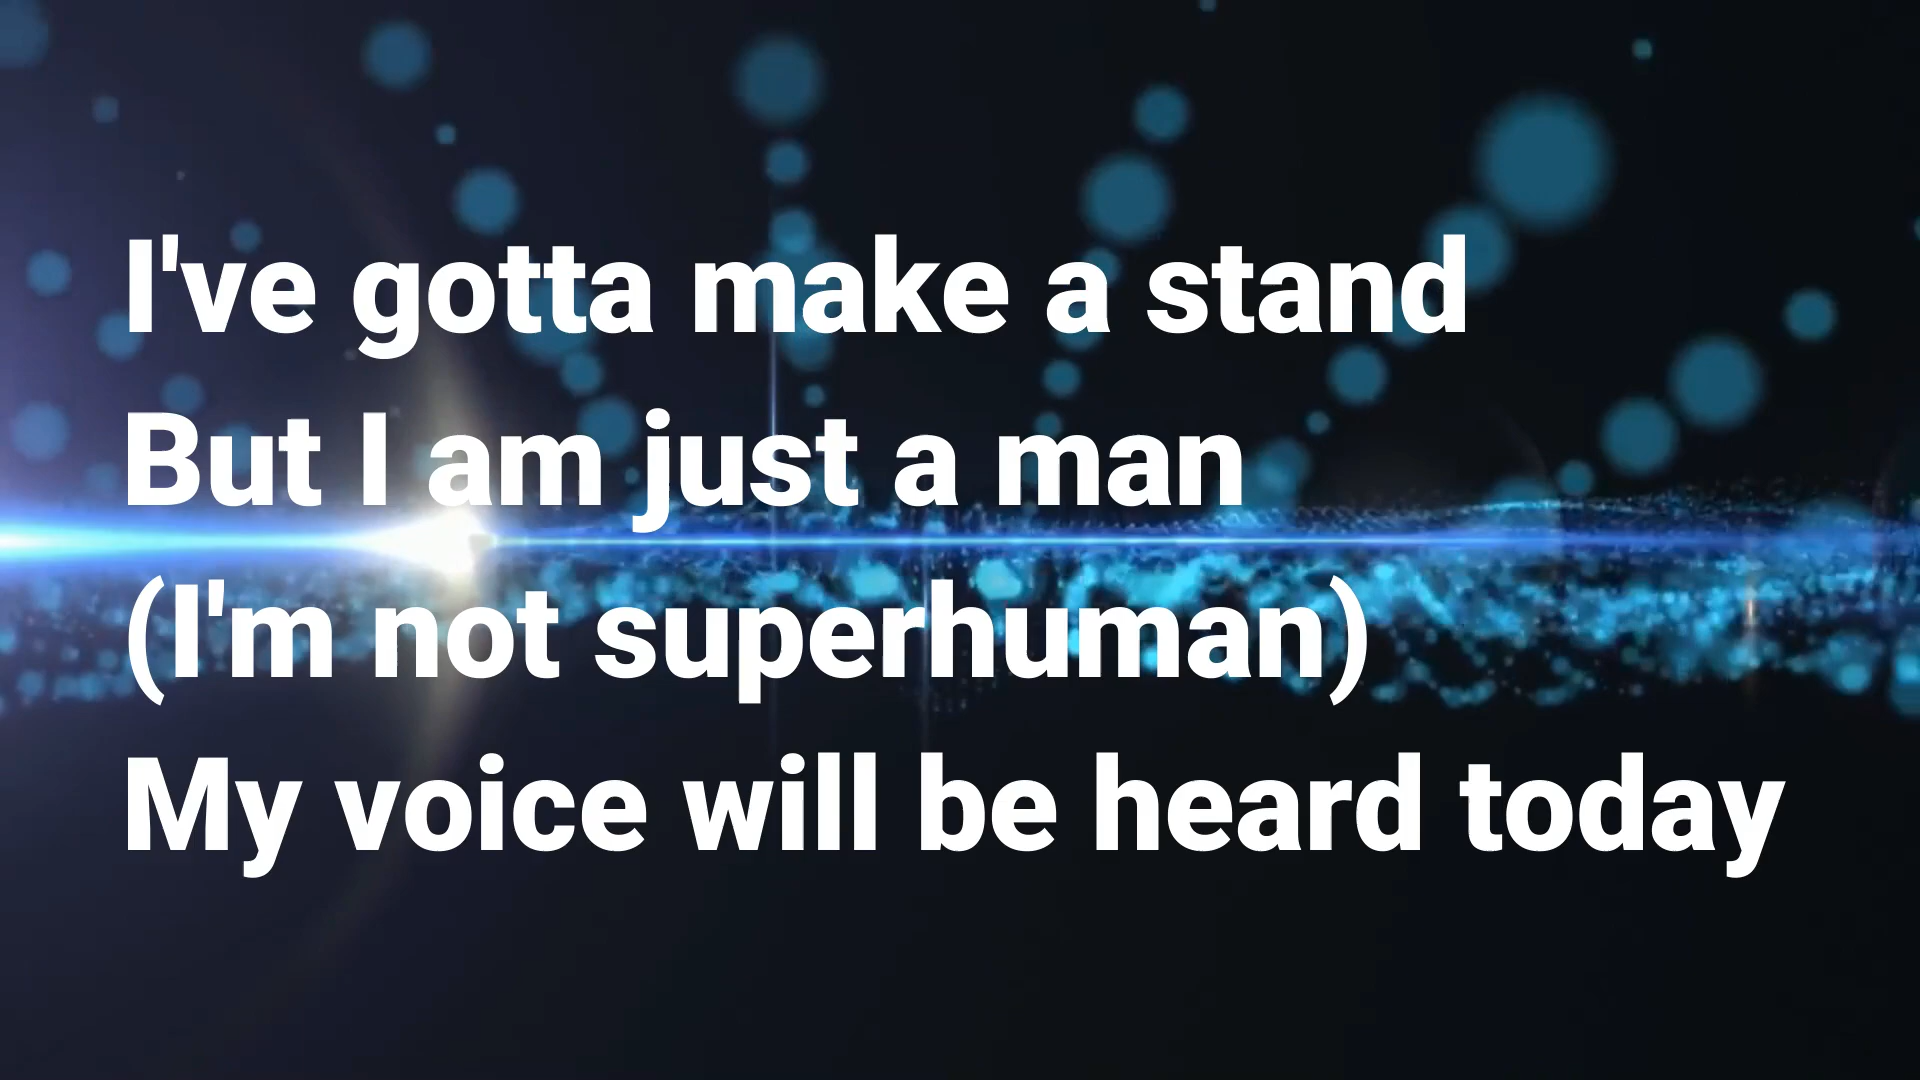 I've gotta make a stand
But I am just a man
(I'm not superhuman)
My voice will be heard today